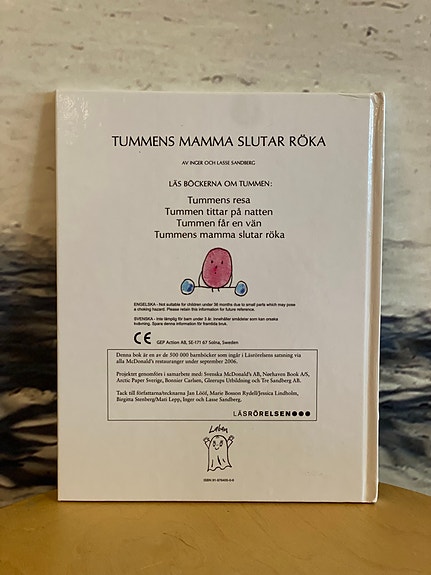 TUMMENS MAMMA SLUTAR RÖKA
AV INGER OCH LASSE SANDBERG
LÄS BÖCKERNA OM TUMMEN:
Tummens resa
Tummen tittar på natten
Tummen får en vän
Tummens mamma slutar röka
ENGELSKA - Not suitable for children under 36 months due to small parts which may pose
a choking hazard. Please retain this information for future reference.
SVENSKA - Inte lämplig för barn under 3 år. Innehåller smådelar som kan orsaka
kvävning. Spara denna information för framtida bruk.
CE GEP Action AB, SE-171 67 Solna, Sweden
Denna bok är en av de 500 000 barnböcker som ingår i Läsrörelsens satsning via
alla McDonald's restauranger under september 2006.
Projektet genomförs i samarbete med: Svenska McDonald's AB, Nørhaven Book A/S,
Arctic Paper Sverige, Bonnier Carlsen, Gleerups Utbildning och Tre Sandberg AB.
Tack till författarna/tecknarna Jan Lööf, Marie Bosson Rydell/Jessica Lindholm,
Birgitta Stenberg/Mati Lepp, Inger och Lasse Sandberg.
LÄSRÖRELSEN
Laban